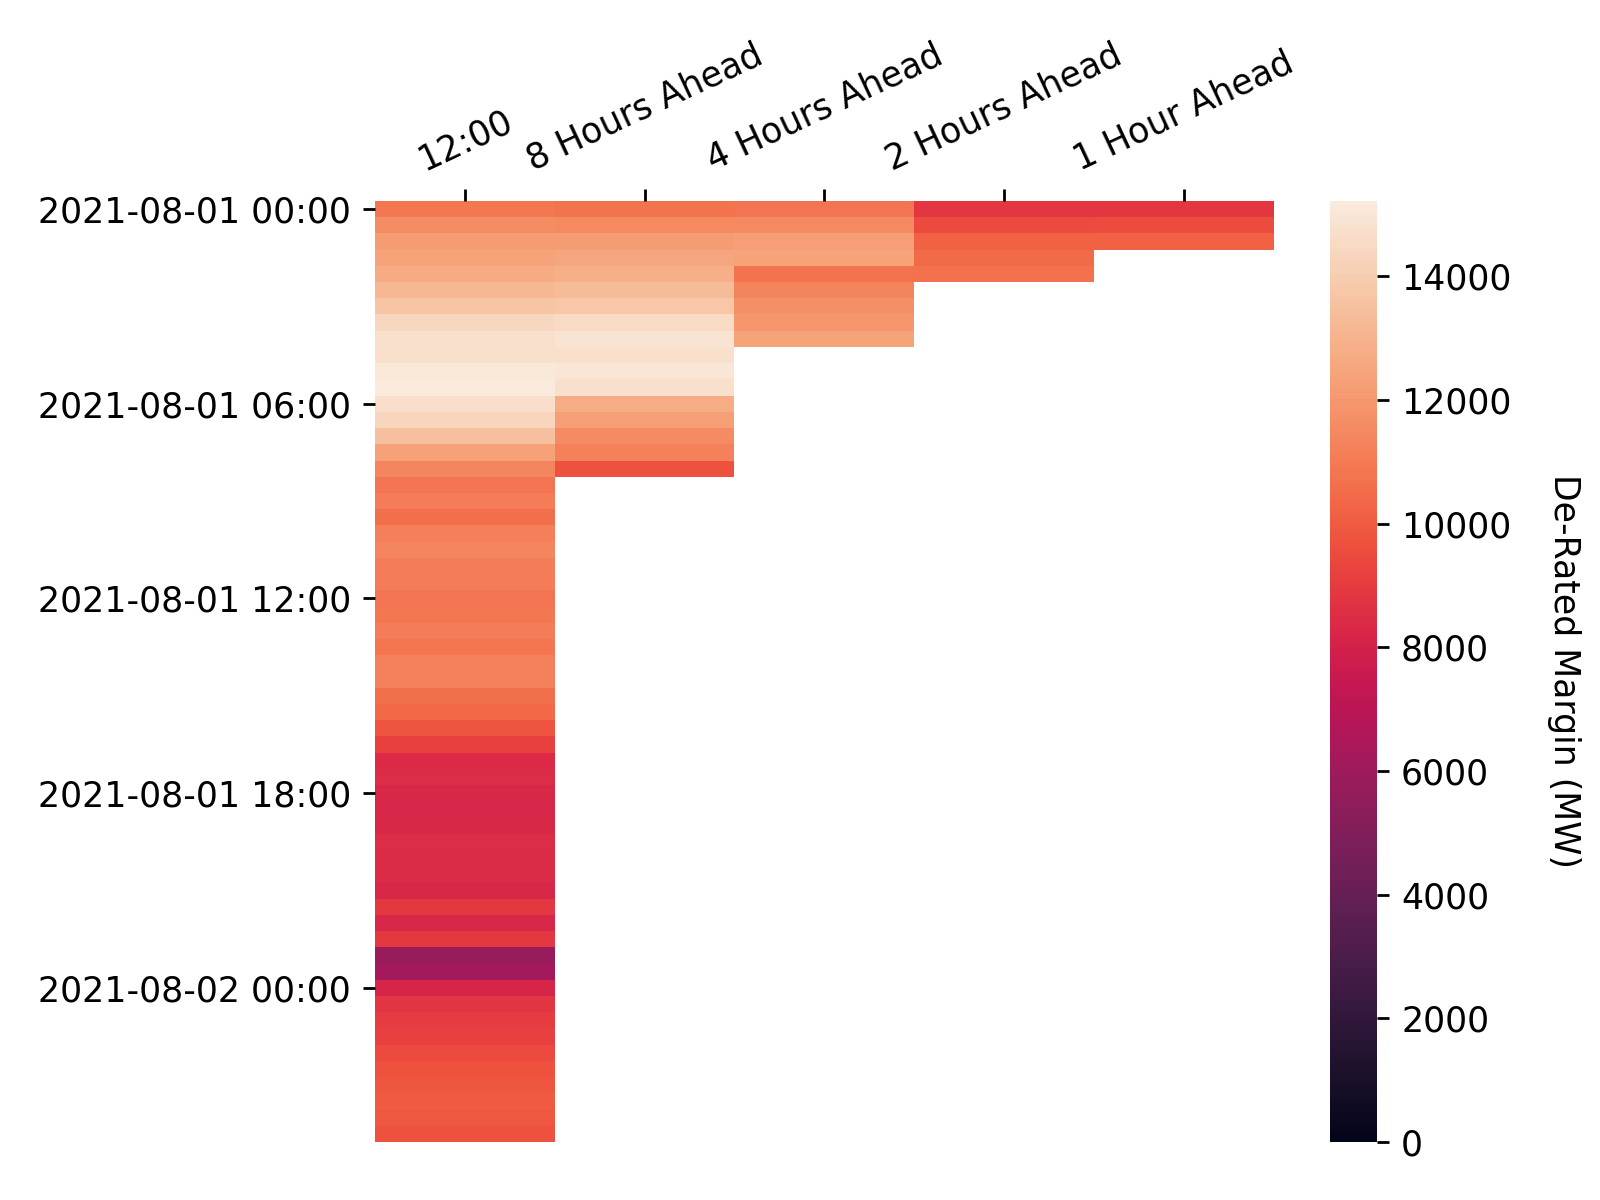 12:00
8 Hours Ahead
4 Hours Ahead
2 Hours Ahead
1 Hour Ahead
2021-08-01 00:00
2021-08-01 06:00
2021-08-01 12:00
2021-08-01 18:00
2021-08-02 00:00
14000
12000
10000
8000
6000
4000
2000
0
De-Rated Margin (MW)